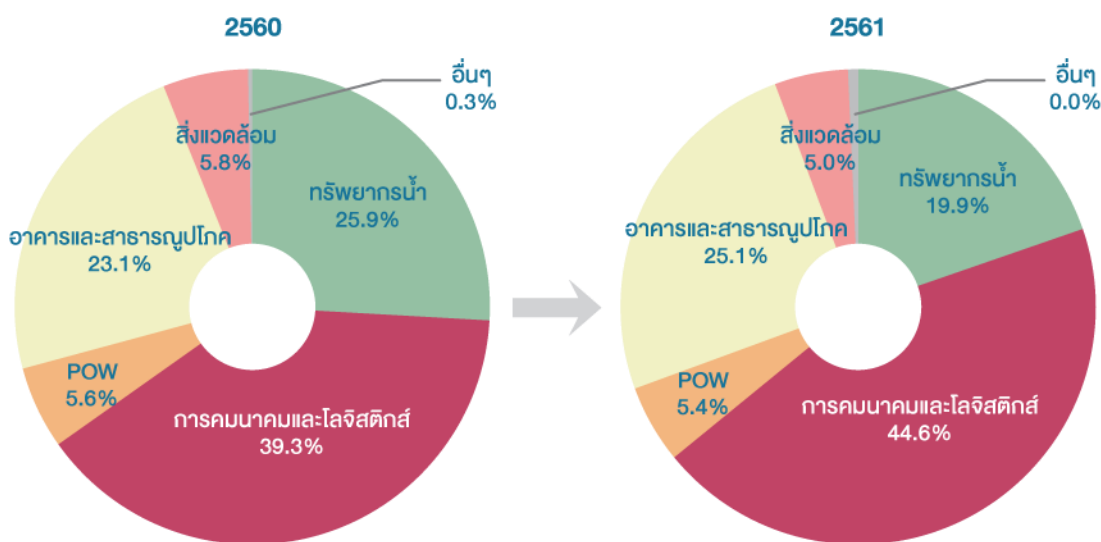 2560
อื่นๆ
0.3%
สิ่งแวดล้อม
5.8%
ทรัพยากรน้ำ
25.9%
อาคารและสาธารณูปโภค
23.1%
POW
5.6%
การคมนาคมและโลจิสติกส์
39.3%
2561
อื่นๆ
0.0%
สิ่งแวดล้อม
5.0%
ทรัพยากรน้ำ
19.9%
อาคารและสาธารณูปโภค
25.1%
POW
5.4%
การคมนาคมและโลจิสติกส์
44.6%